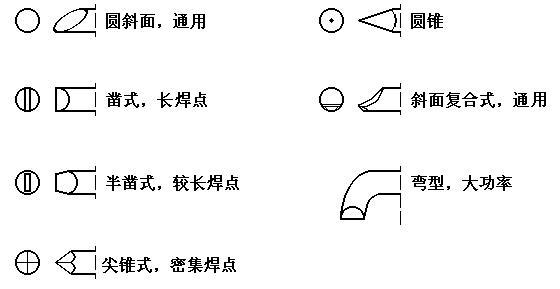 圆斜面，通用
圆锥
凿式，长焊点
斜面复合式，通用
半凿式，较长焊点
弯型，大功率
尖锥式，密集焊点